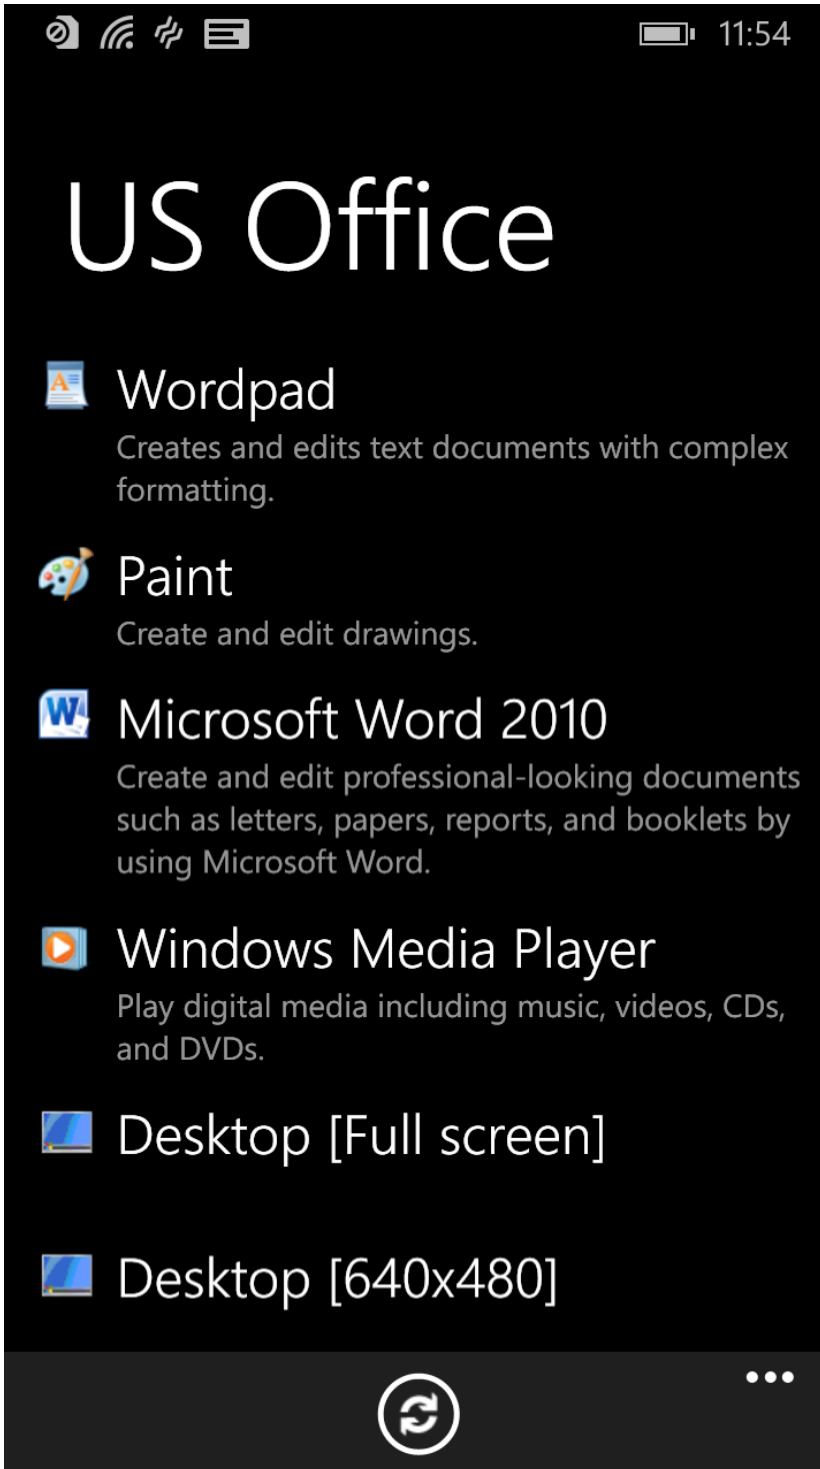 11:54
US Office
Wordpad
Creates and edits text documents with complex
formatting.
Paint
Create and edit drawings.
Microsoft Word 2010
Create and edit professional-looking documents
such as letters, papers, reports, and booklets by
using Microsoft Word.
Windows Media Player
Play digital media including music, videos, CDs,
and DVDs.
Desktop [Full screen]
Desktop [640x480]